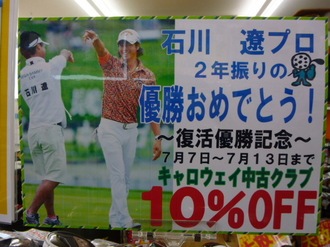 石川 遼プロ
2年振りの
優勝おめでとう!
～復活優勝記念～
7月7日～7月13日まで
キャロウェイ中古クラブ
10%OFF
石川 遼